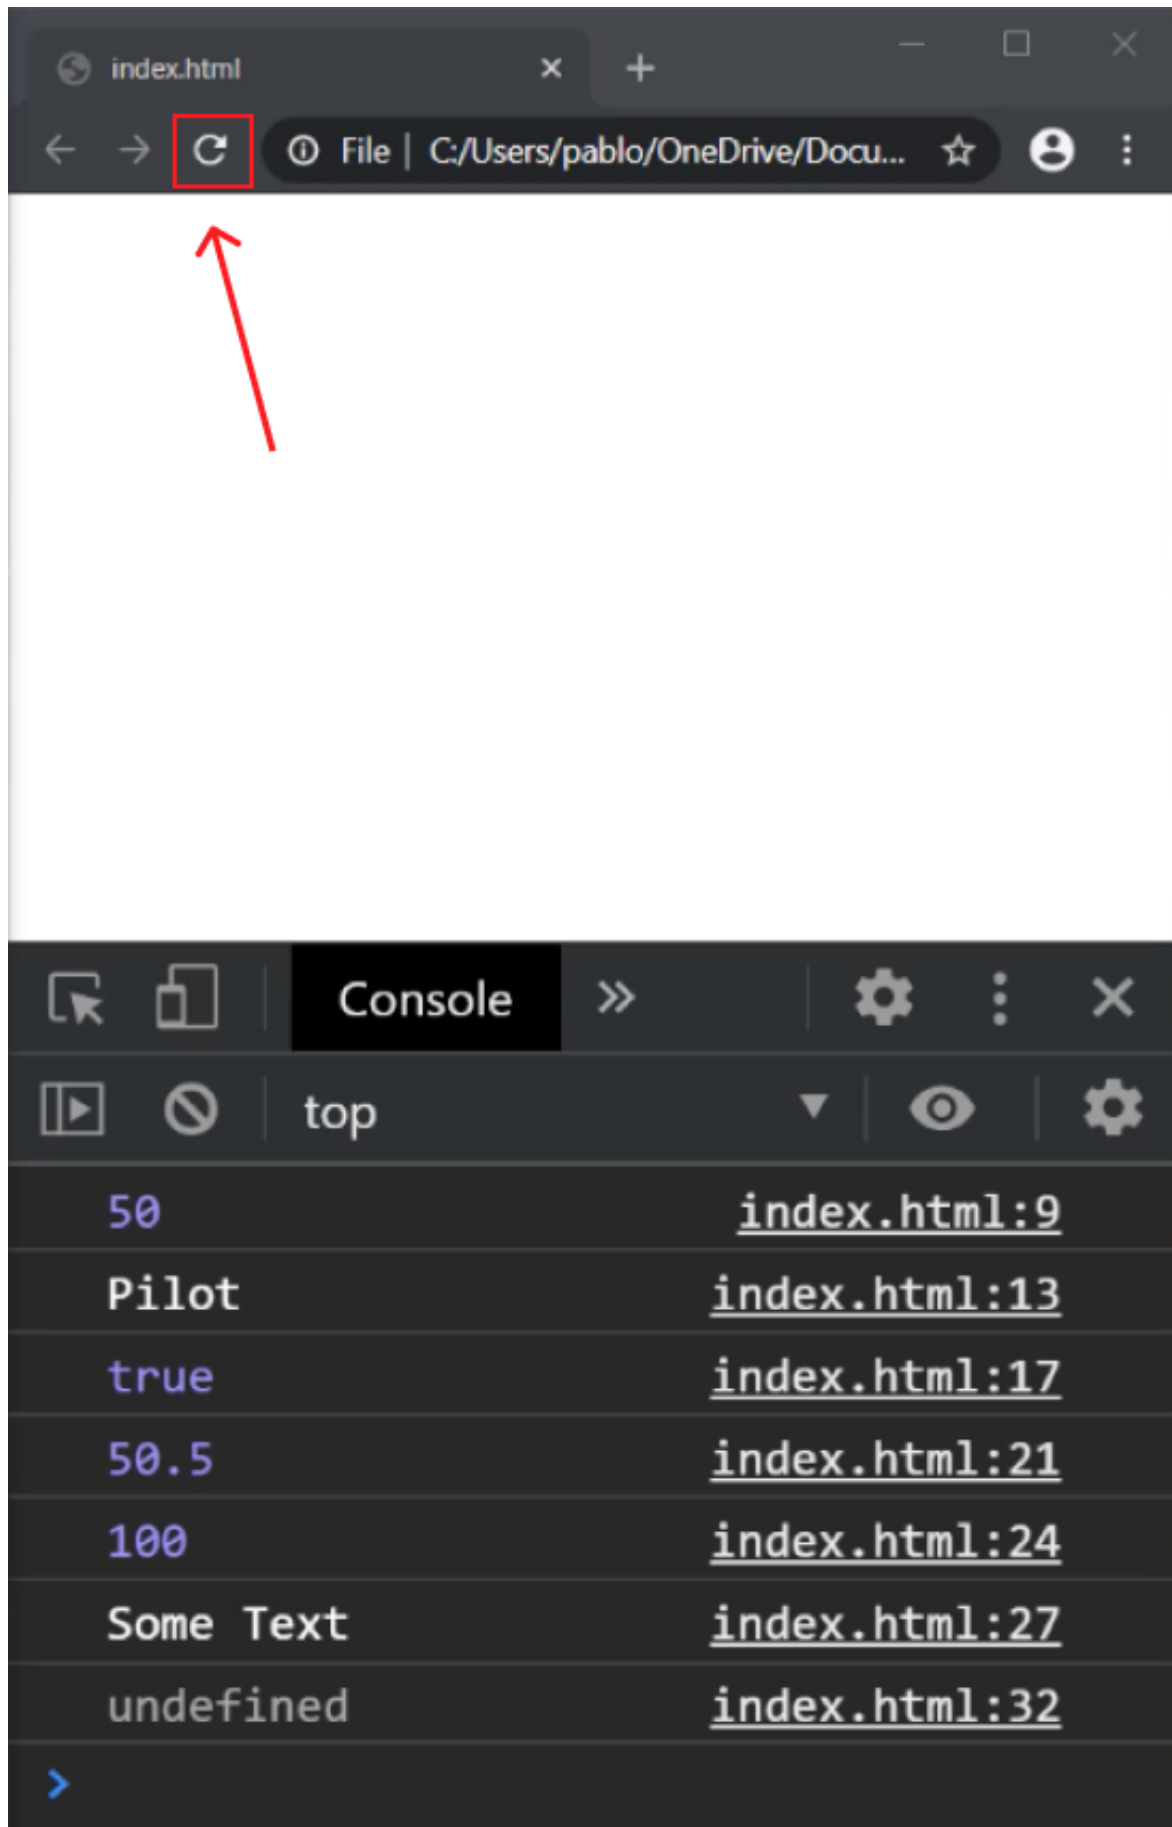 index.html
File | C:/Users/pablo/OneDrive/Docu...
Console
top
50 index.html:9
Pilot index.html:13
true index.html:17
50.5 index.html:21
100 index.html:24
Some Text index.html:27
undefined index.html:32